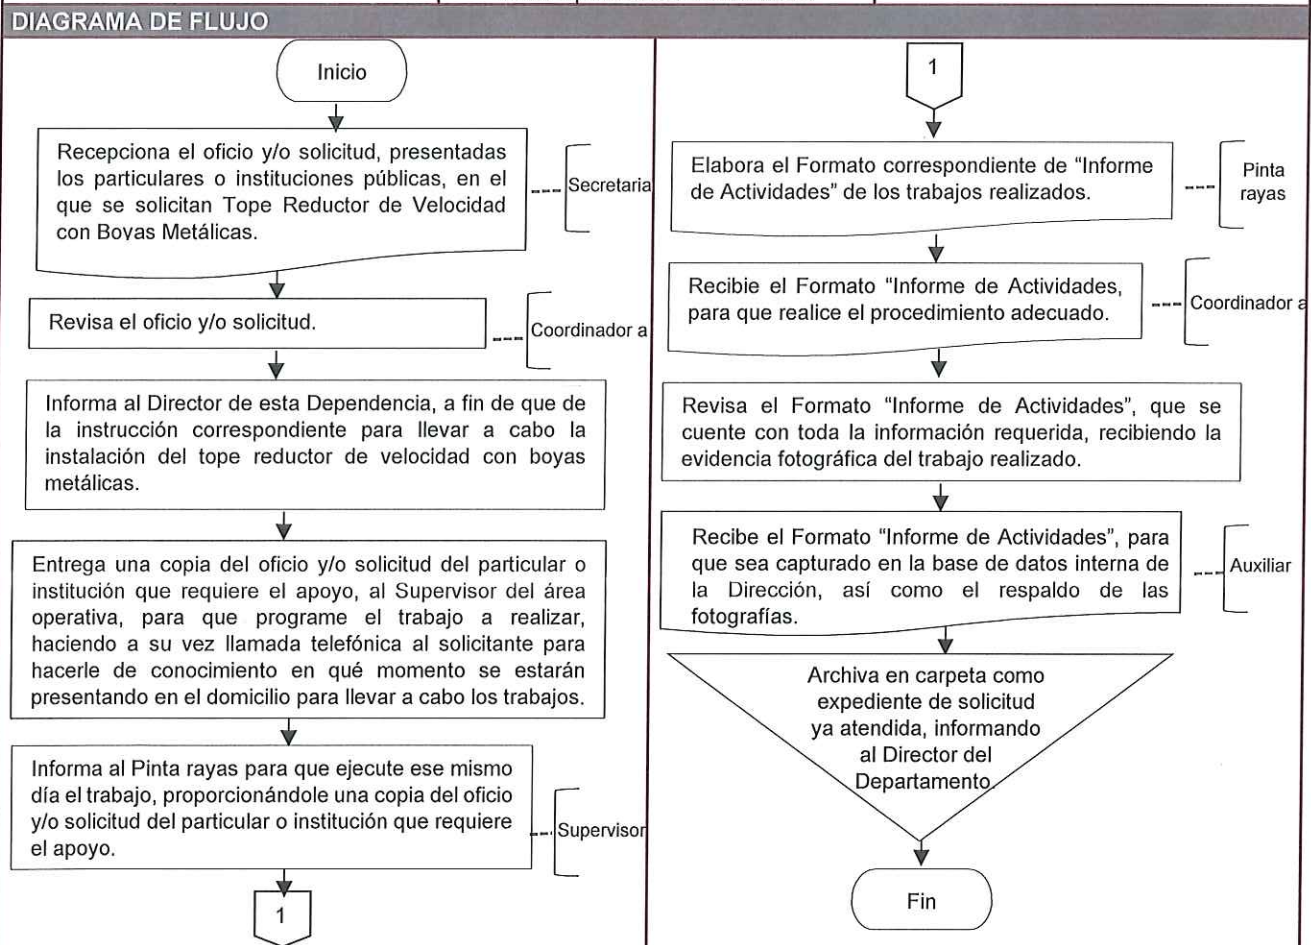 DIAGRAMA DE FLUJO
Inicio
Recepciona el oficio y/o solicitud, presentadas
los particulares o instituciones públicas, en el
que se solicitan Tope Reductor de Velocidad
con Boyas Metálicas.
Secretaria
Revisa el oficio y/o solicitud.
Coordinador a
Informa al Director de esta Dependencia, a fin de que de
la instrucción correspondiente para llevar a cabo la
instalación del tope reductor de velocidad con boyas
metálicas.
Entrega una copia del oficio y/o solicitud del particular o
institución que requiere el apoyo, al Supervisor del área
operativa, para que programe el trabajo a realizar,
haciendo a su vez llamada telefónica al solicitante para
hacerle de conocimiento en qué momento se estarán
presentando en el domicilio para llevar a cabo los trabajos.
Informa al Pinta rayas para que ejecute ese mismo
día el trabajo, proporcionándole una copia del oficio
y/o solicitud del particular o institución que requiere
el apoyo.
Supervisor
1
1
Elabora el Formato correspondiente de “Informe
de Actividades” de los trabajos realizados.
Pinta
rayas
Recibie el Formato “Informe de Actividades,
para que realice el procedimiento adecuado.
Coordinador a
Revisa el Formato “Informe de Actividades”, que se
cuente con toda la información requerida, recibiendo la
evidencia fotográfica del trabajo realizado.
Recibe el Formato “Informe de Actividades”, para
que sea capturado en la base de datos interna de
la Dirección, así como el respaldo de las
fotografías.
Auxiliar
Archiva en carpeta como
expediente de solicitud
ya atendida, informando
al Director del
Departamento.
Fin